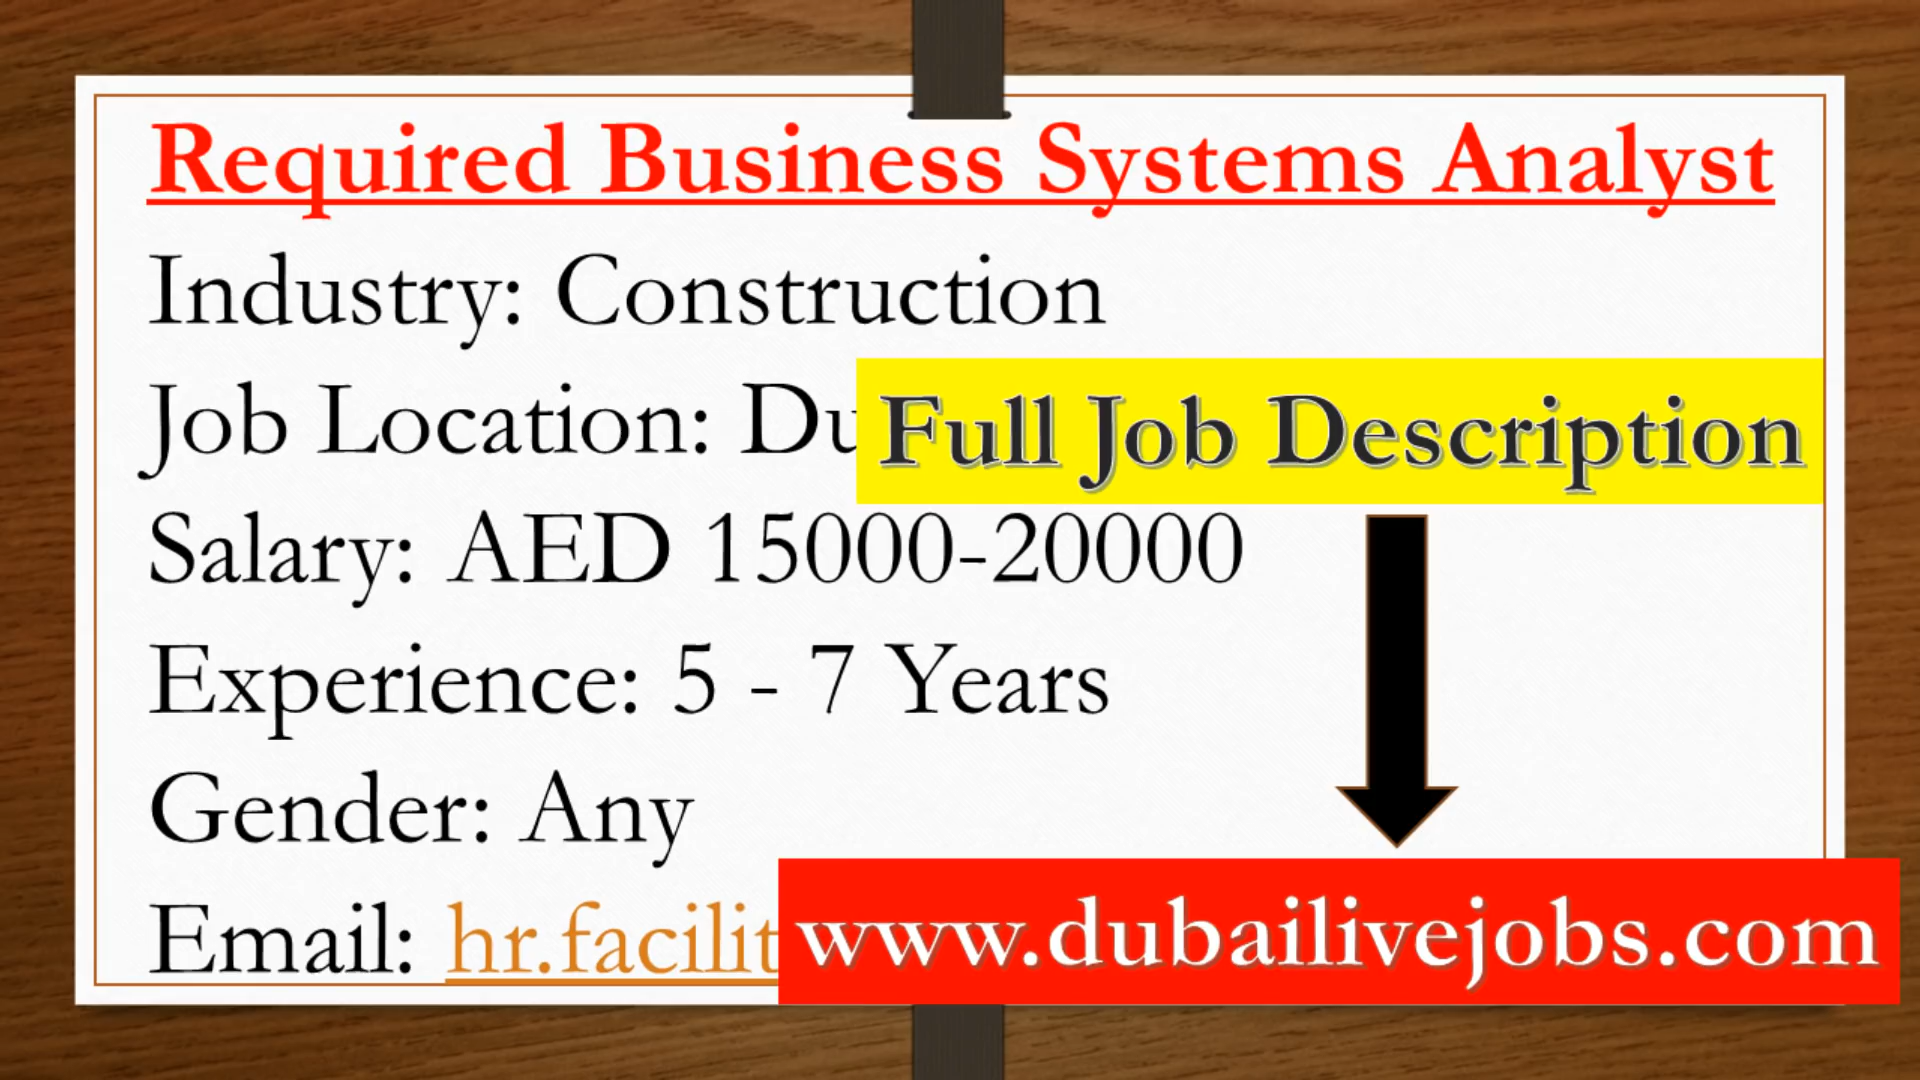 Required Business Systems Analyst
Industry: Construction
Job Location: Du
Full Job Description
Salary: AED 15000-20000
Experience: 5 - 7 Years
Gender: Any
Email: hr.facilit
www.dubailivejobs.com